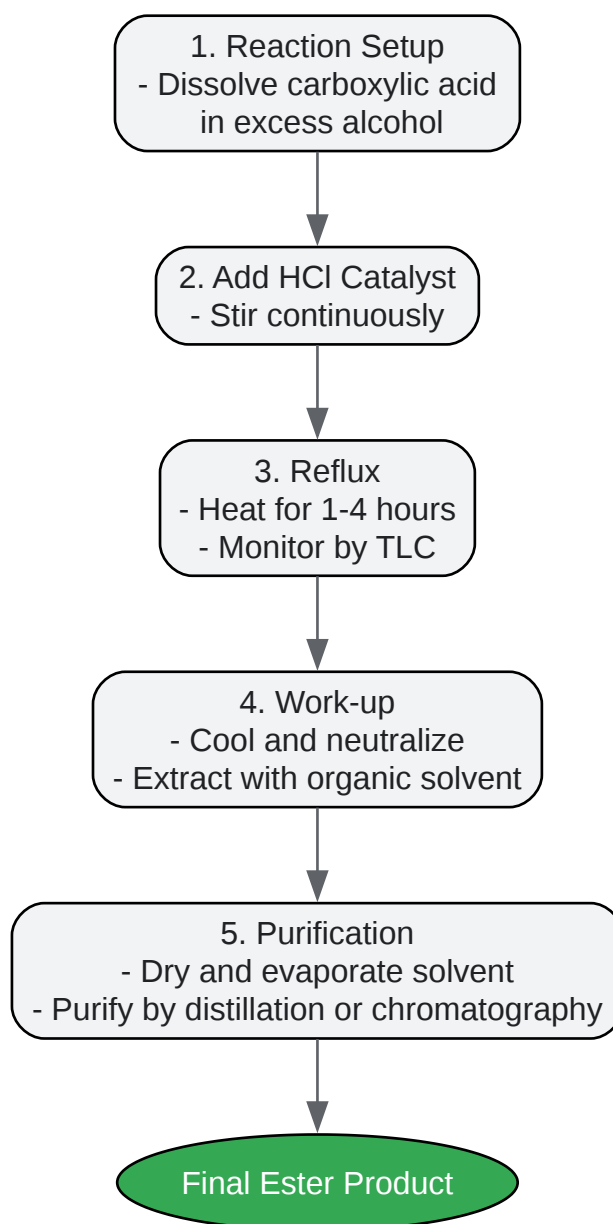 1. Reaction Setup
- Dissolve carboxylic acid
in excess alcohol
2. Add HCl Catalyst
- Stir continuously
3. Reflux
- Heat for 1-4 hours
- Monitor by TLC
4. Work-up
- Cool and neutralize
- Extract with organic solvent
5. Purification
- Dry and evaporate solvent
- Purify by distillation or chromatography
Final Ester Product